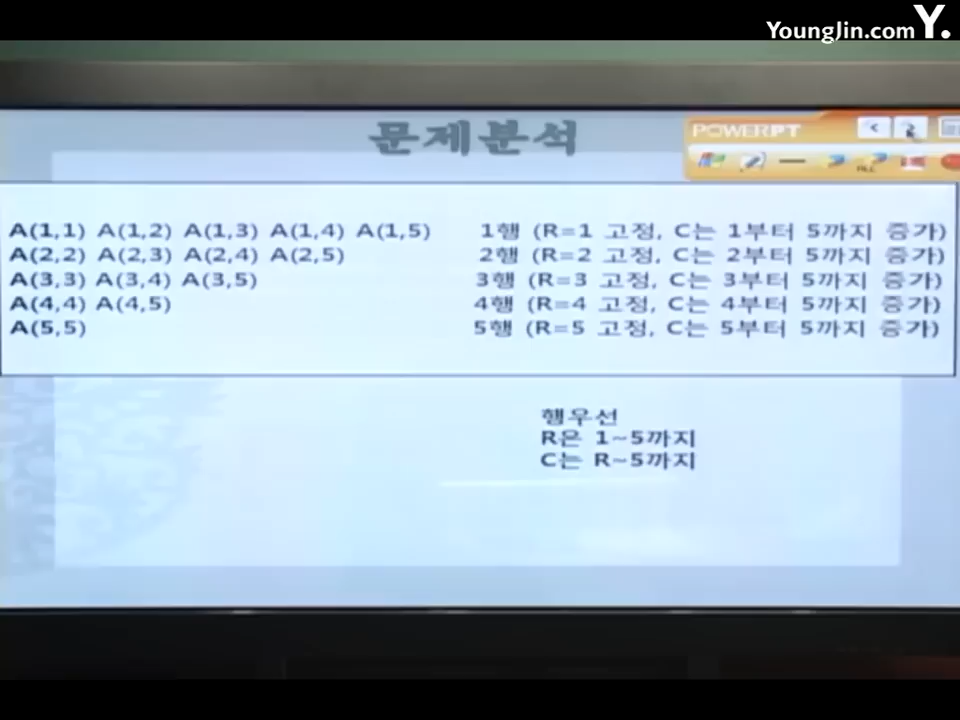 YoungJin.com Y.
문제분석
POWERPT
A(1,1) A(1,2) A(1,3) A(1,4) A(1,5) 1행 (R=1 고정, C는 1부터 5까지 증가)
A(2,2) A(2,3) A(2,4) A(2,5) 2행 (R=2 고정, C는 2부터 5까지 증가)
A(3,3) A(3,4) A(3,5) 3행 (R=3 고정, C는 3부터 5까지 증가)
A(4,4) A(4,5) 4행 (R=4 고정, C는 4부터 5까지 증가)
A(5,5) 5행 (R=5 고정, C는 5부터 5까지 증가)
행우선
R은 1~5까지
C는 R~5까지